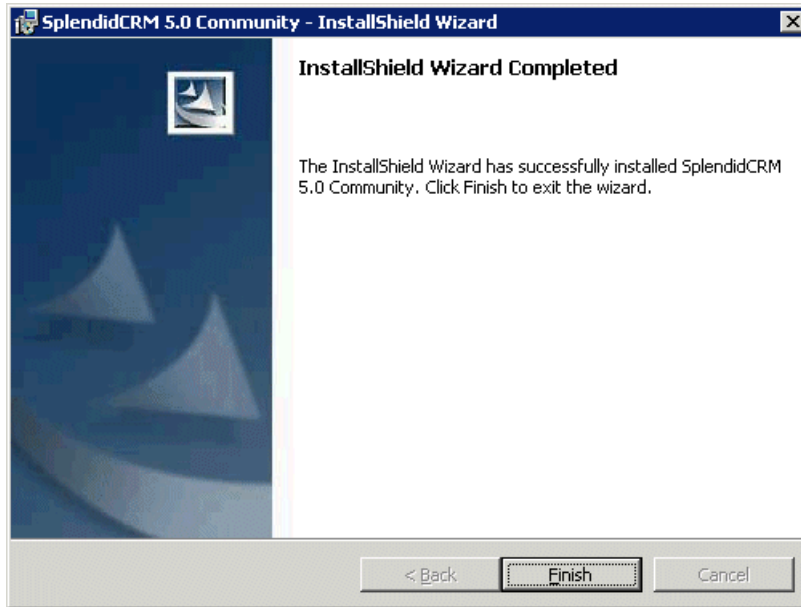 SplendidCRM 5.0 Community - InstallShield Wizard
InstallShield Wizard Completed
The InstallShield Wizard has successfully installed SplendidCRM
5.0 Community. Click Finish to exit the wizard.
< Back Finish Cancel